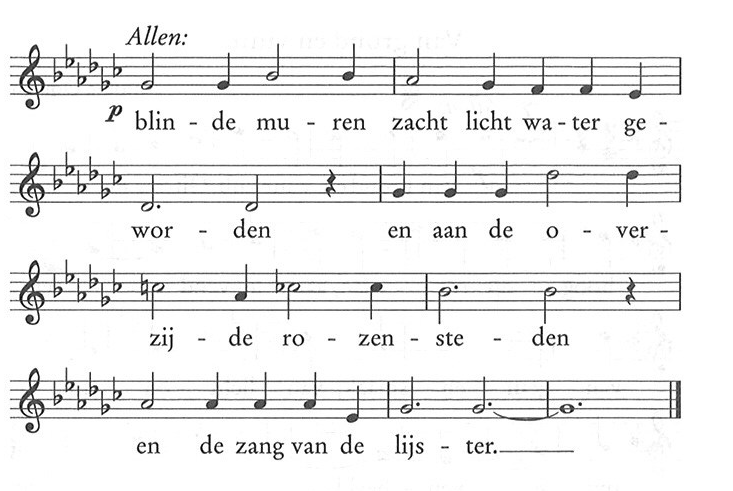 Allen:
p blin - de mu - ren zacht licht wa - ter ge -
wor - den en aan de o - ver -
zij - de ro - zen - ste - den
en de zang van de lijs - ter.